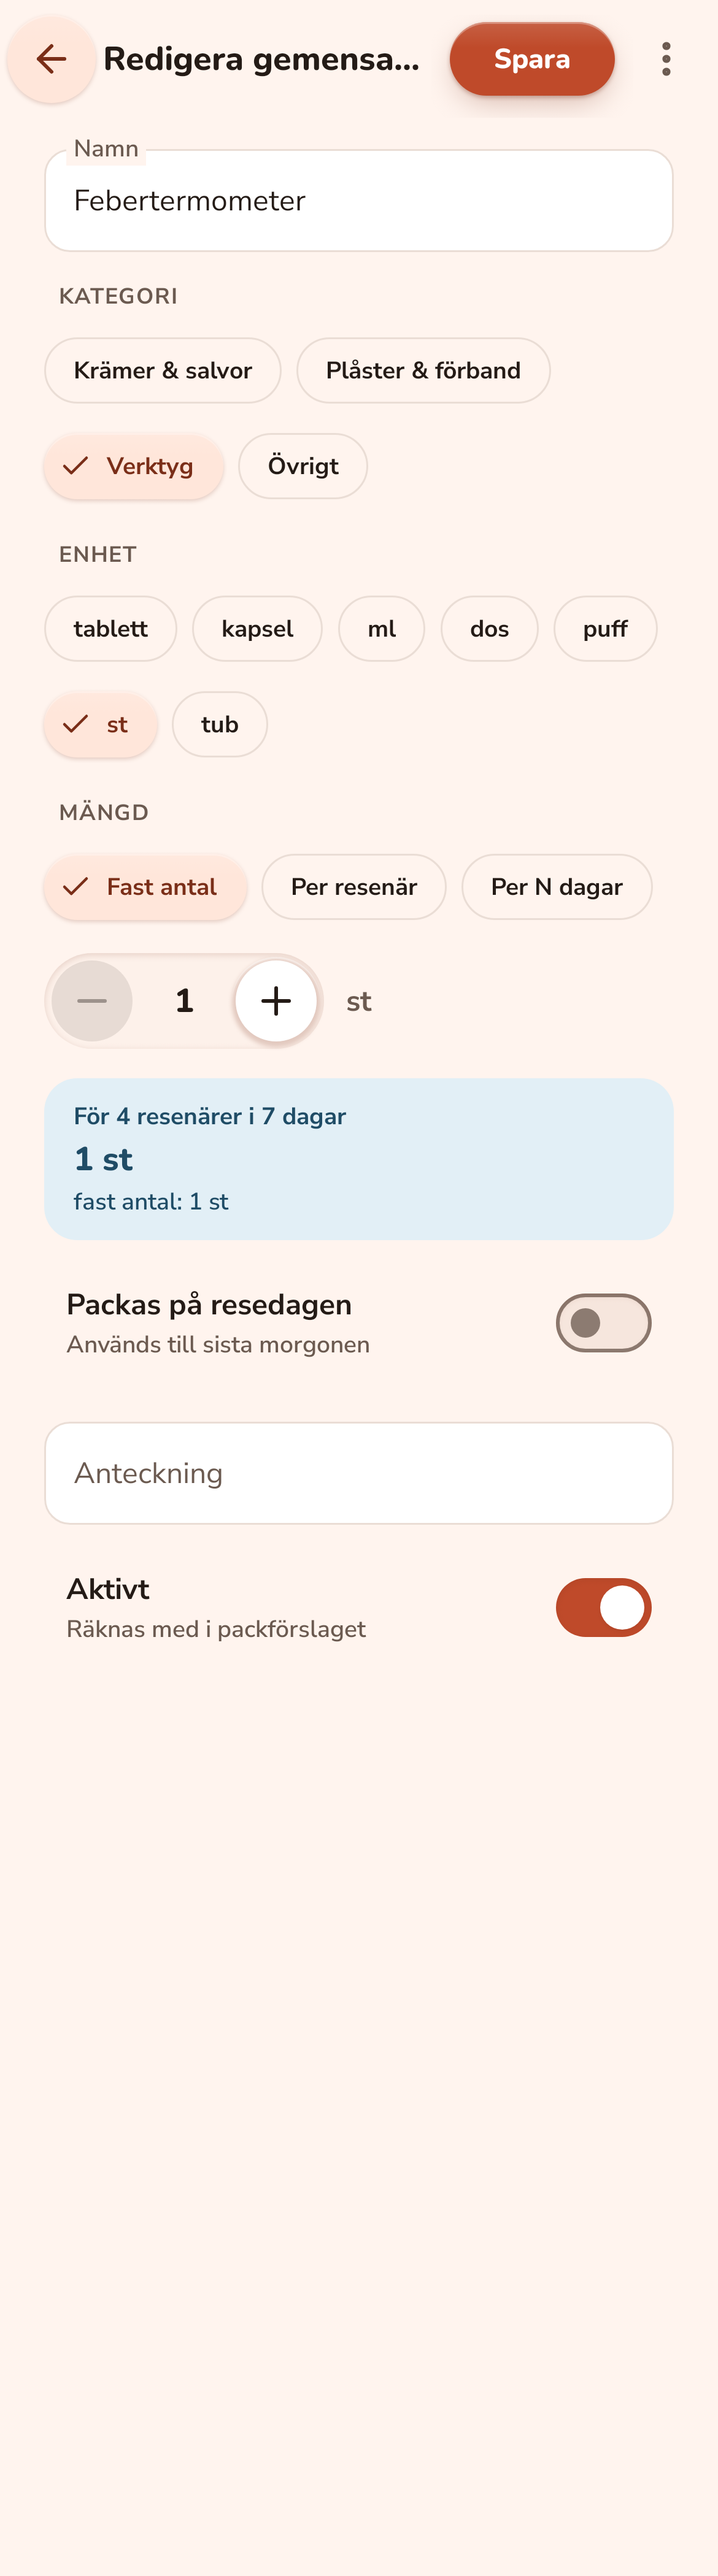 Redigera gemensa...
Spara
Namn
Febertermometer
KATEGORI
Krämer & salvor
Plåster & förband
Verktyg
Övrigt
ENHET
tablett
kapsel
ml
dos
puff
st
tub
MÄNGD
Fast antal
Per resenär
Per N dagar
1
st
För 4 resenärer i 7 dagar
1 st
fast antal: 1 st
Packas på resedagen
Används till sista morgonen
Anteckning
Aktivt
Räknas med i packförslaget